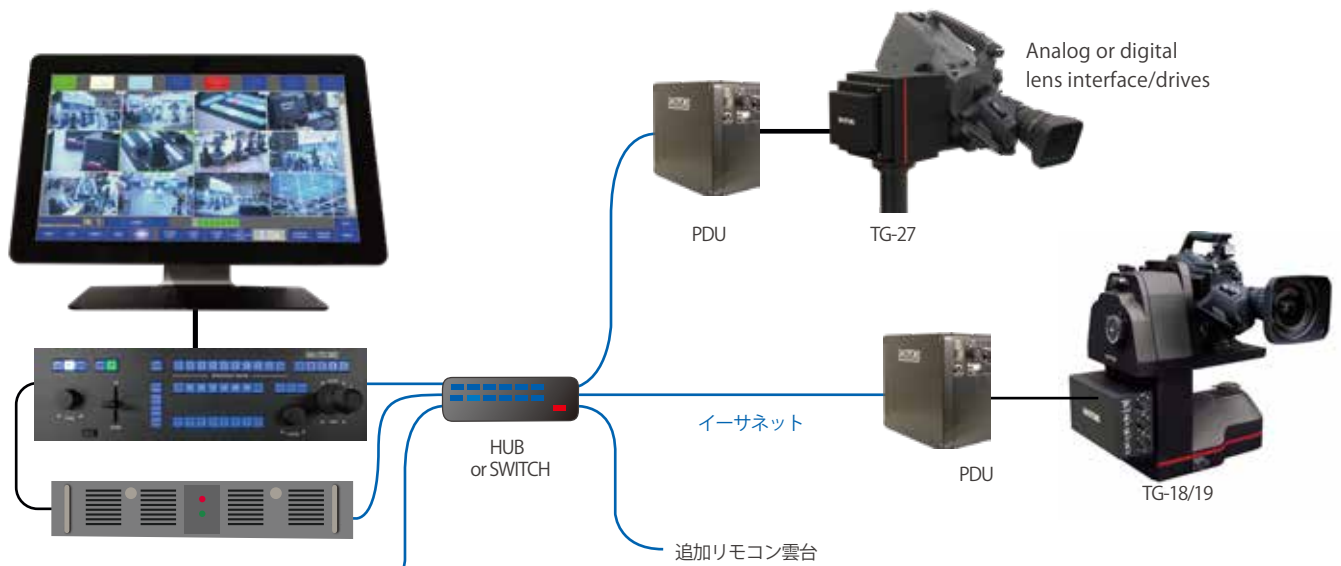 Analog or digital
lens interface/drives
PDU
TG-27
イーサネット
HUB
or SWITCH
PDU
TG-18/19
追加リモコン雲台